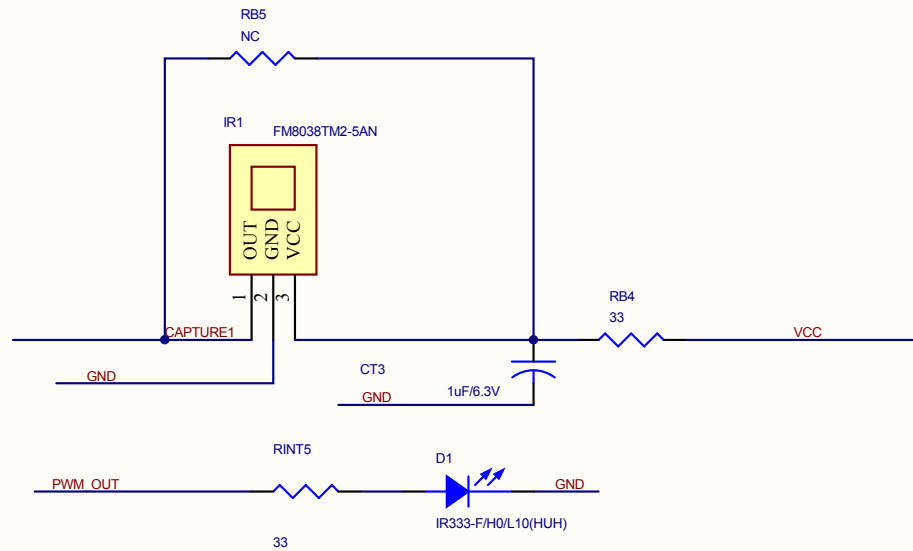 RB5
NC
IR1
FM8038TM2-5AN
OUT
GND
VCC
1
2
3
RB4
33
CAPTURE1
VCC
GND
CT3
1uF/6.3V
GND
RINT5
D1
PWM_OUT
GND
IR333-F/H0/L10(HUH)
33